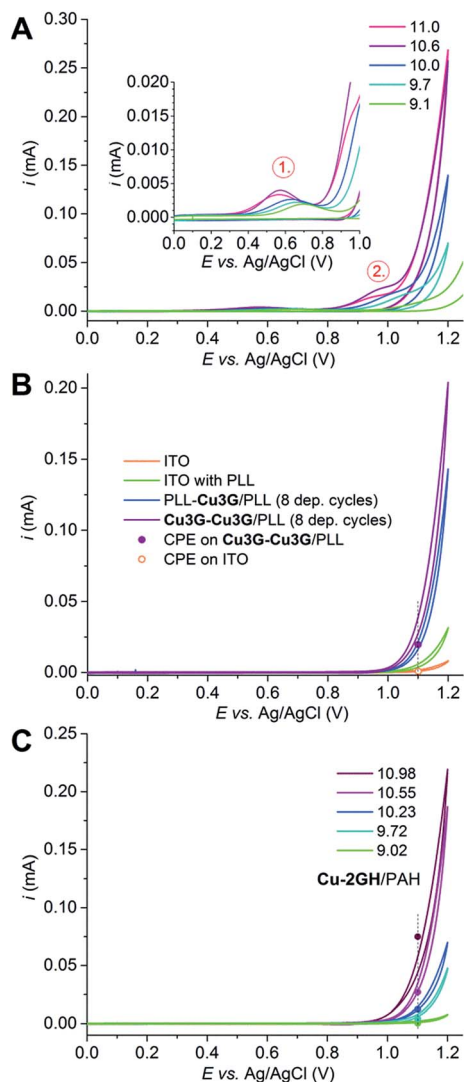 A
0.30
0.25
0.20
0.15
0.10
0.05
0.00
i (mA)
11.0
10.6
10.0
9.7
9.1
0.020
0.015
0.010
0.005
0.000
i (mA)
1.
0.0 0.2 0.4 0.6 0.8 1.0
E vs. Ag/AgCl (V)
2.
0.0 0.2 0.4 0.6 0.8 1.0 1.2
E vs. Ag/AgCl (V)
B
0.20
0.15
0.10
0.05
0.00
i (mA)
ITO
ITO with PLL
PLL-Cu3G/PLL (8 dep. cycles)
Cu3G-Cu3G/PLL (8 dep. cycles)
CPE on Cu3G-Cu3G/PLL
CPE on ITO
0.0 0.2 0.4 0.6 0.8 1.0 1.2
E vs. Ag/AgCl (V)
C
0.25
0.20
0.15
0.10
0.05
0.00
i (mA)
10.98
10.55
10.23
9.72
9.02
Cu-2GH/PAH
0.0 0.2 0.4 0.6 0.8 1.0 1.2
E vs. Ag/AgCl (V)